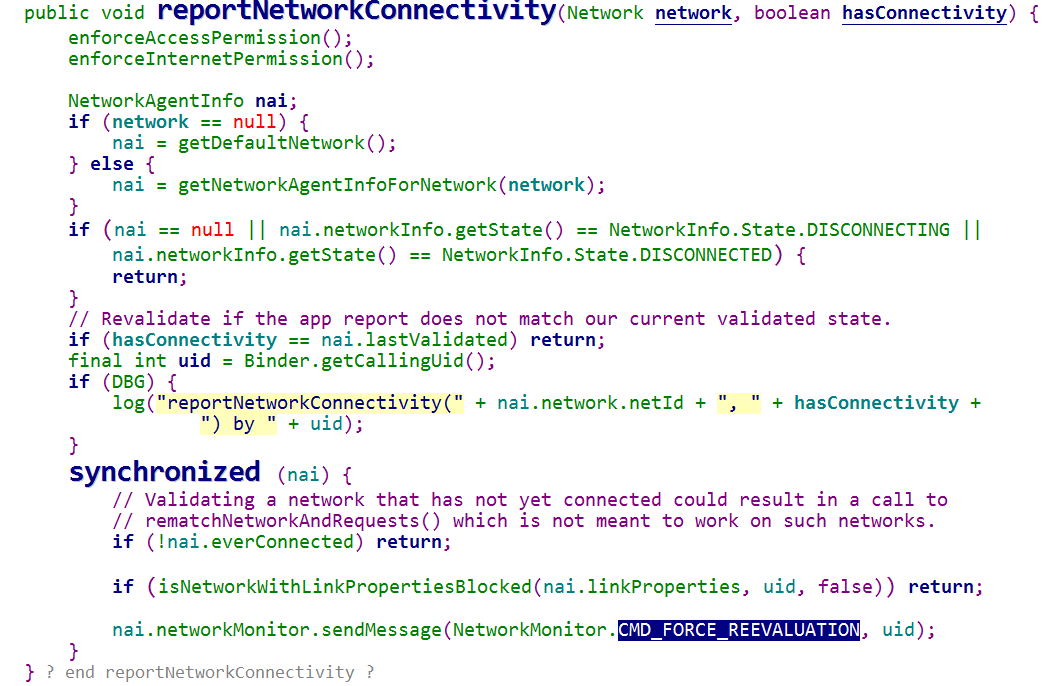 public void reportNetworkConnectivity(Network network, boolean hasConnectivity) {
    enforceAccessPermission();
    enforceInternetPermission();

    NetworkAgentInfo nai;
    if (network == null) {
        nai = getDefaultNetwork();
    } else {
        nai = getNetworkAgentInfoForNetwork(network);
    }
    if (nai == null || nai.networkInfo.getState() == NetworkInfo.State.DISCONNECTING ||
        nai.networkInfo.getState() == NetworkInfo.State.DISCONNECTED) {
        return;
    }
    // Revalidate if the app report does not match our current validated state.
    if (hasConnectivity == nai.lastValidated) return;
    final int uid = Binder.getCallingUid();
    if (DBG) {
        log("reportNetworkConnectivity(" + nai.network.netId + ", " + hasConnectivity +
                ") by " + uid);
    }
    synchronized (nai) {
        // Validating a network that has not yet connected could result in a call to
        // rematchNetworkAndRequests() which is not meant to work on such networks.
        if (!nai.everConnected) return;

        if (isNetworkWithLinkPropertiesBlocked(nai.linkProperties, uid, false)) return;

        nai.networkMonitor.sendMessage(NetworkMonitor.CMD_FORCE_REEVALUATION, uid);
    }
} ? end reportNetworkConnectivity ?